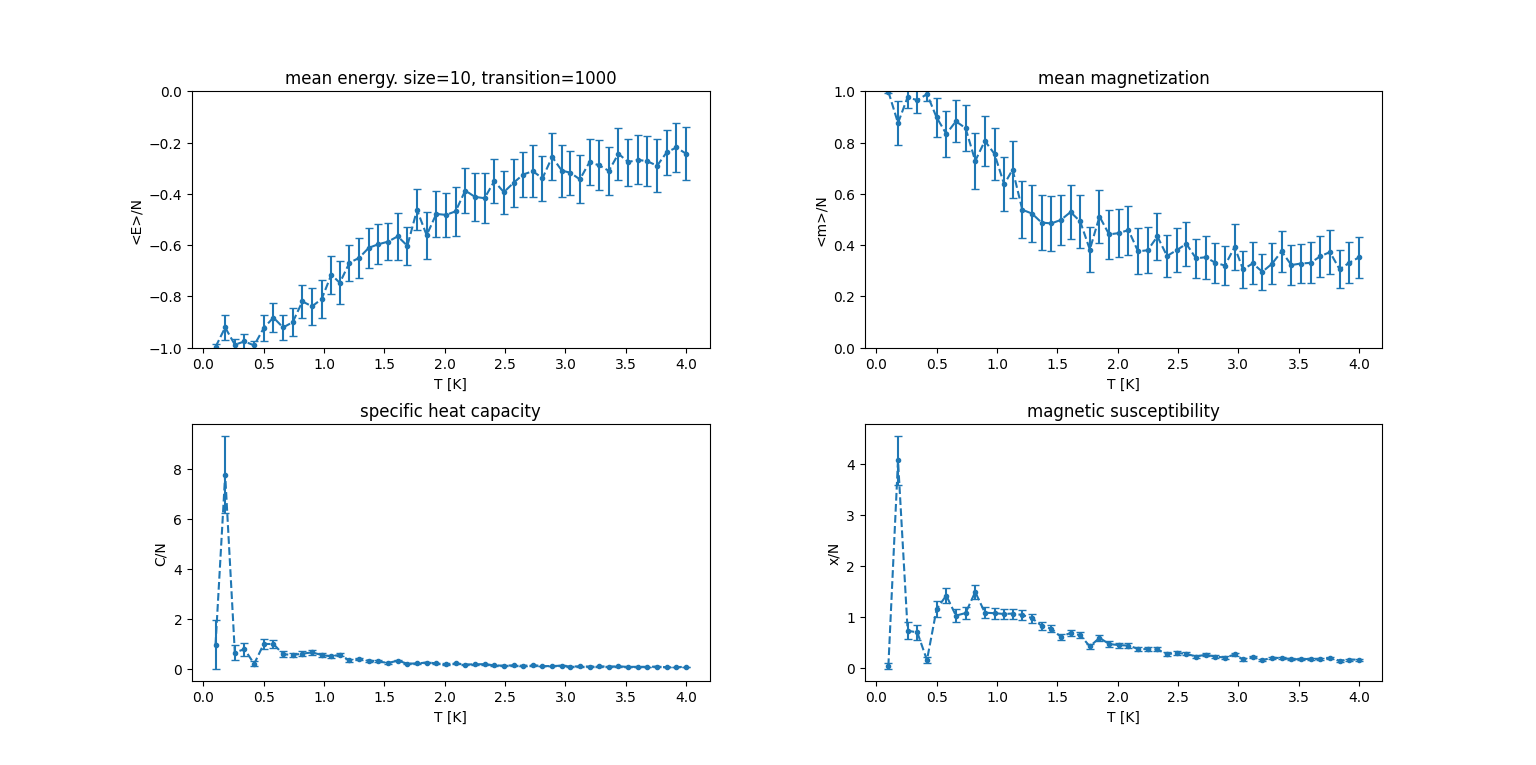 mean energy. size=10, transition=1000
<E>/N
0.0
−0.2
−0.4
−0.6
−0.8
−1.0
0.0 0.5 1.0 1.5 2.0 2.5 3.0 3.5 4.0
T [K]
mean magnetization
<m>/N
1.0
0.8
0.6
0.4
0.2
0.0
0.0 0.5 1.0 1.5 2.0 2.5 3.0 3.5 4.0
T [K]
specific heat capacity
C/N
8
6
4
2
0
0.0 0.5 1.0 1.5 2.0 2.5 3.0 3.5 4.0
T [K]
magnetic susceptibility
x/N
4
3
2
1
0
0.0 0.5 1.0 1.5 2.0 2.5 3.0 3.5 4.0
T [K]